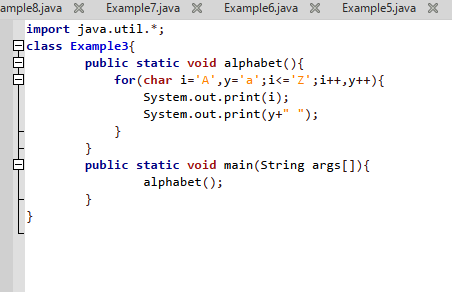 ample8.java Example7.java Example6.java Example5.java
import java.util.*;
class Example3{
public static void alphabet(){
for(char i='A',y='a';i<='Z';i++,y++){
System.out.print(i);
System.out.print(y+" ");
}
}
public static void main(String args[]){
alphabet();
}
}